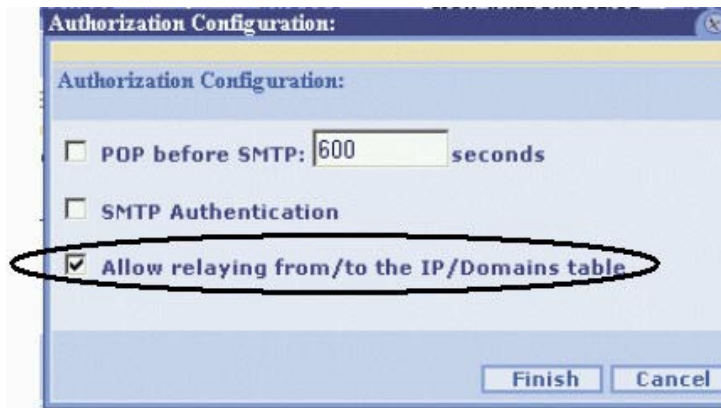 Authorization Configuration:
Authorization Configuration:
POP before SMTP: 600 seconds
SMTP Authentication
Allow relaying from/to the IP/Domains table
Finish Cancel